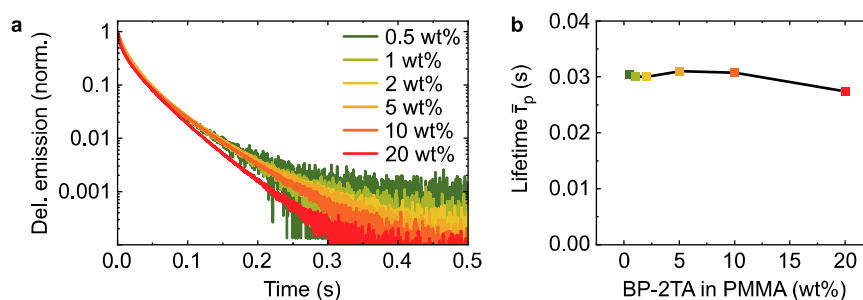 a
Del. emission (norm.)
1
0.1
0.01
0.001
0.0 0.1 0.2 0.3 0.4 0.5
Time (s)
0.5 wt%
1 wt%
2 wt%
5 wt%
10 wt%
20 wt%
b
Lifetime τ̅p (s)
0.04
0.03
0.02
0.01
0.00
0 5 10 15 20
BP-2TA in PMMA (wt%)